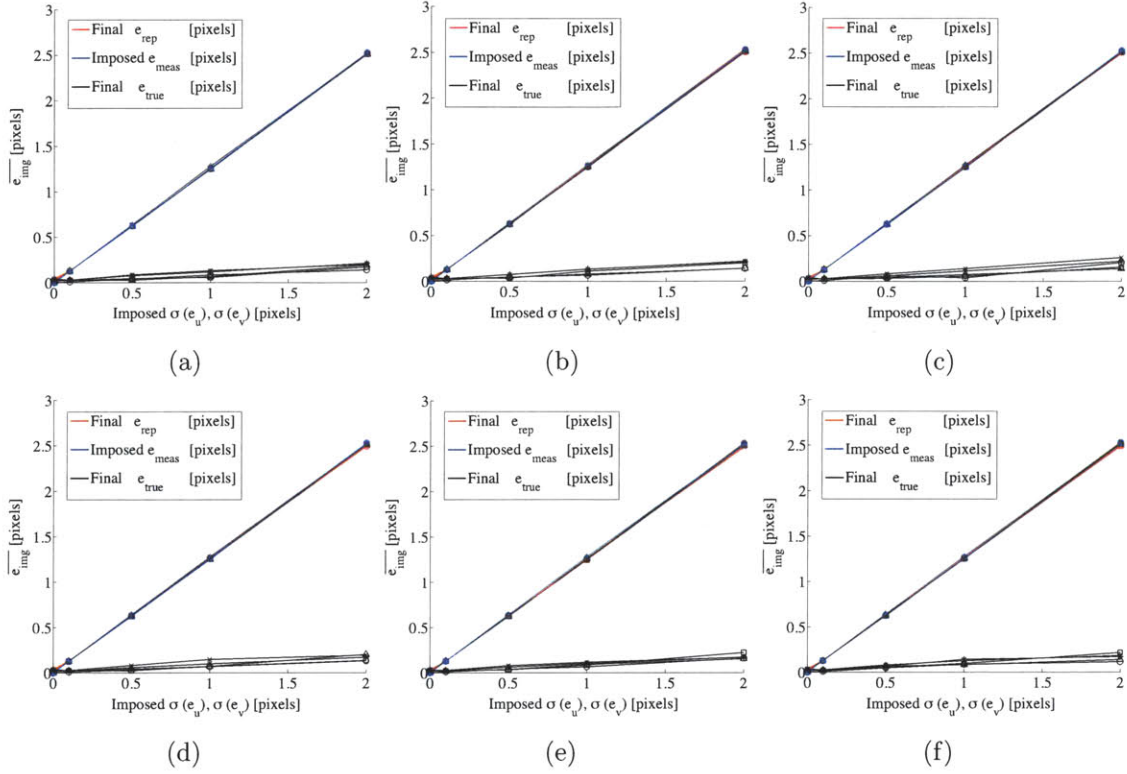 3
2.5
2
1.5
1
0.5
0
e_img [pixels]
Final e_rep [pixels]
Imposed e_meas [pixels]
Final e_true [pixels]
0 0.5 1 1.5 2
Imposed σ (e_u), σ (e_v) [pixels]
(a)
3
2.5
2
1.5
1
0.5
0
e_img [pixels]
Final e_rep [pixels]
Imposed e_meas [pixels]
Final e_true [pixels]
0 0.5 1 1.5 2
Imposed σ (e_u), σ (e_v) [pixels]
(b)
3
2.5
2
1.5
1
0.5
0
e_img [pixels]
Final e_rep [pixels]
Imposed e_meas [pixels]
Final e_true [pixels]
0 0.5 1 1.5 2
Imposed σ (e_u), σ (e_v) [pixels]
(c)
3
2.5
2
1.5
1
0.5
0
e_img [pixels]
Final e_rep [pixels]
Imposed e_meas [pixels]
Final e_true [pixels]
0 0.5 1 1.5 2
Imposed σ (e_u), σ (e_v) [pixels]
(d)
3
2.5
2
1.5
1
0.5
0
e_img [pixels]
Final e_rep [pixels]
Imposed e_meas [pixels]
Final e_true [pixels]
0 0.5 1 1.5 2
Imposed σ (e_u), σ (e_v) [pixels]
(e)
3
2.5
2
1.5
1
0.5
0
e_img [pixels]
Final e_rep [pixels]
Imposed e_meas [pixels]
Final e_true [pixels]
0 0.5 1 1.5 2
Imposed σ (e_u), σ (e_v) [pixels]
(f)